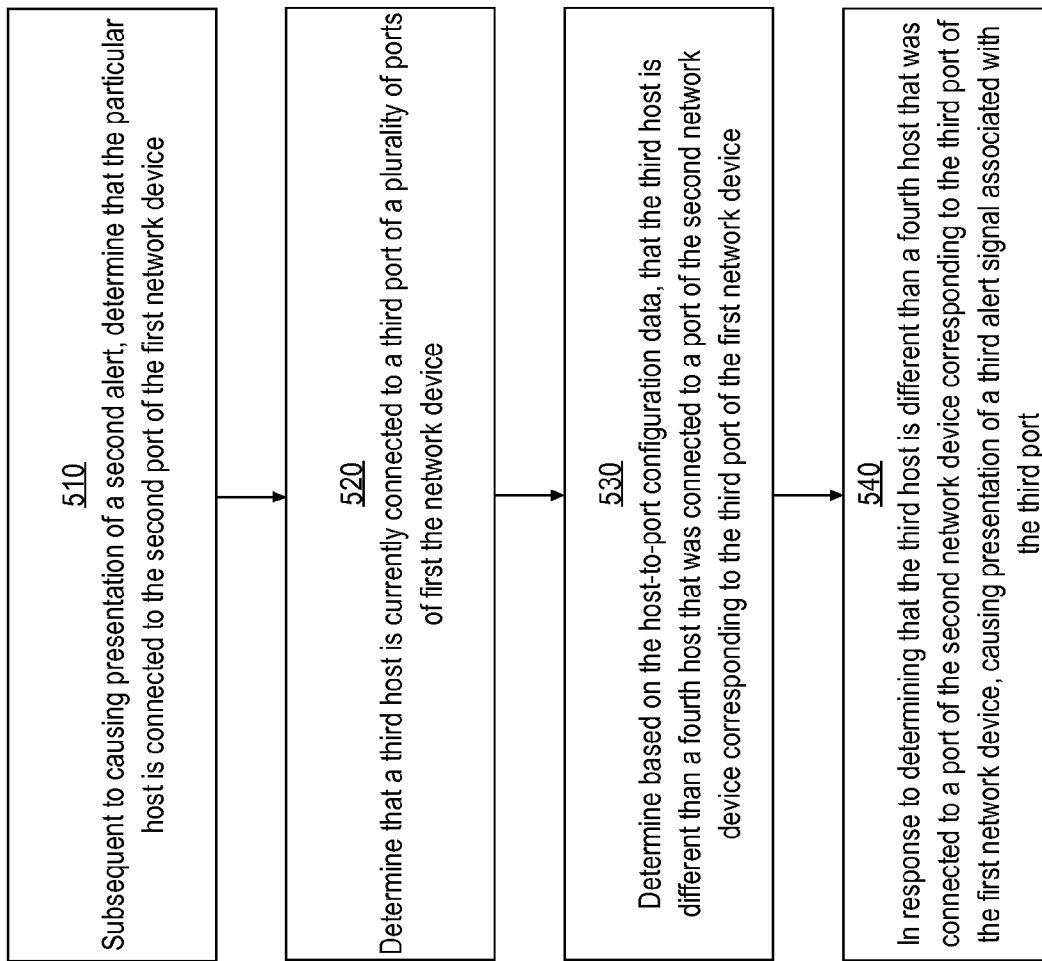 510
Subsequent to causing presentation of a second alert, determine that the particular
host is connected to the second port of the first network device
520
Determine that a third host is currently connected to a third port of a plurality of ports
of first the network device
530
Determine based on the host-to-port configuration data, that the third host is
different than a fourth host that was connected to a port of the second network
device corresponding to the third port of the first network device
540
In response to determining that the third host is different than a fourth host that was
connected to a port of the second network device corresponding to the third port of
the first network device, causing presentation of a third alert signal associated with
the third port